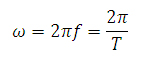 ω = 2πf = 2π/T